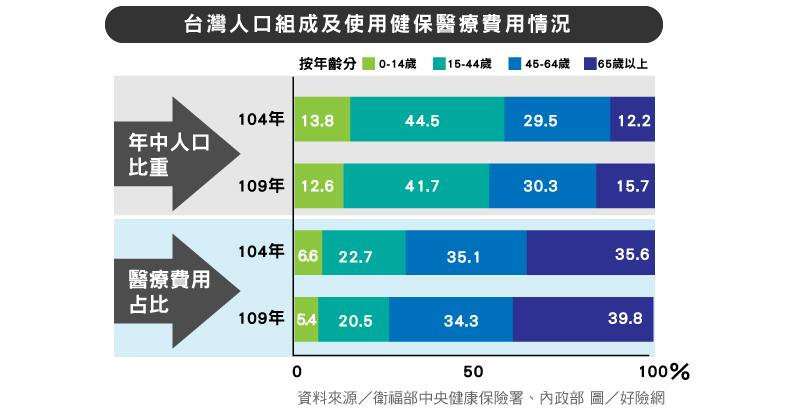 台灣人口組成及使用健保醫療費用情況
按年齡分 0-14歲 15-44歲 45-64歲 65歲以上
年中人口
比重
104年 13.8 44.5 29.5 12.2
109年 12.6 41.7 30.3 15.7
醫療費用
占比
104年 6.6 22.7 35.1 35.6
109年 5.4 20.5 34.3 39.8
0 50 100%
資料來源／衛福部中央健康保險署、內政部 圖／好險網